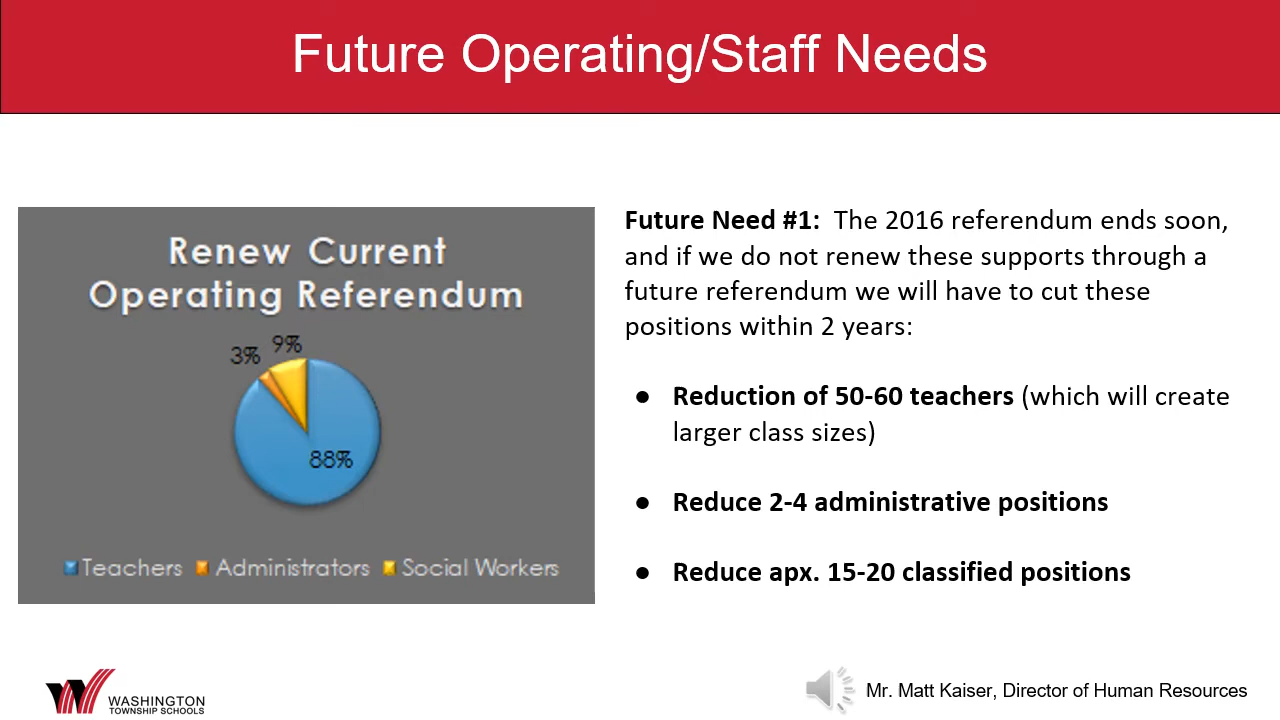 Future Operating/Staff Needs
Renew Current
Operating Referendum
3%
9%
88%
Teachers Administrators Social Workers
Future Need #1: The 2016 referendum ends soon,
and if we do not renew these supports through a
future referendum we will have to cut these
positions within 2 years:
● Reduction of 50-60 teachers (which will create
larger class sizes)
● Reduce 2-4 administrative positions
● Reduce apx. 15-20 classified positions
WASHINGTON
TOWNSHIP SCHOOLS
Mr. Matt Kaiser, Director of Human Resources